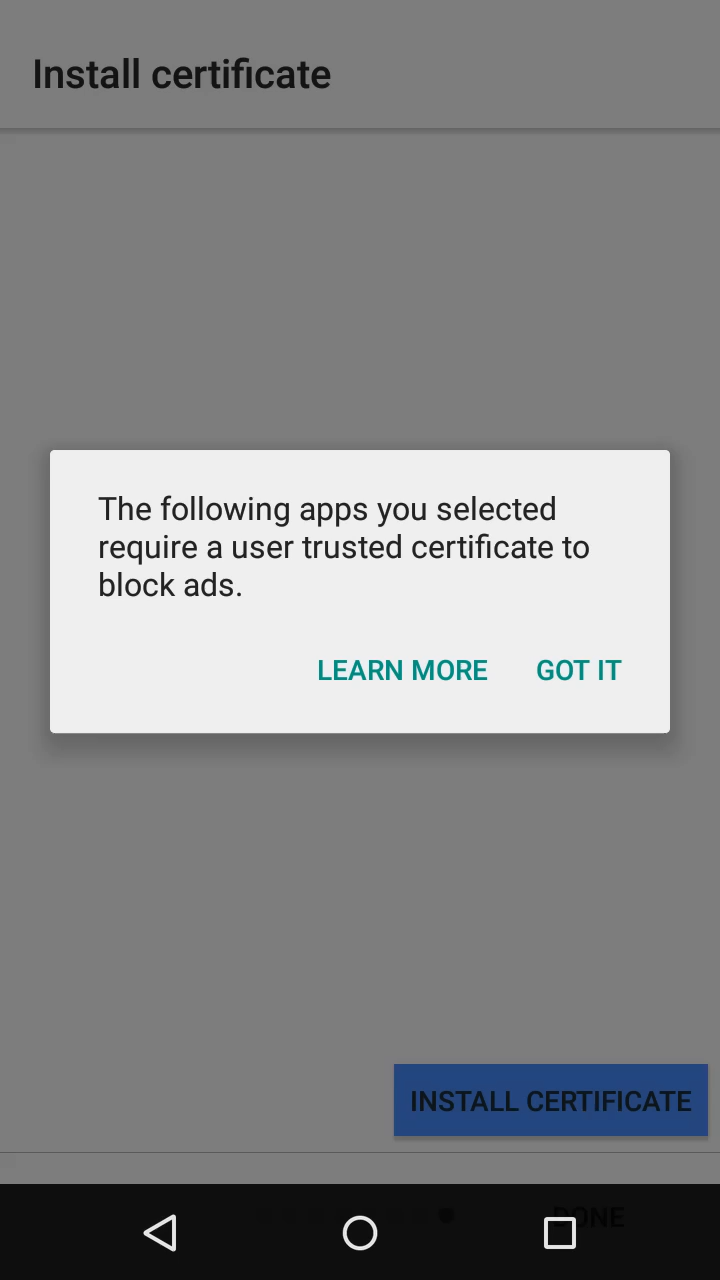 Install certificate
The following apps you selected
require a user trusted certificate to
block ads.
LEARN MORE GOT IT
INSTALL CERTIFICATE
DONE